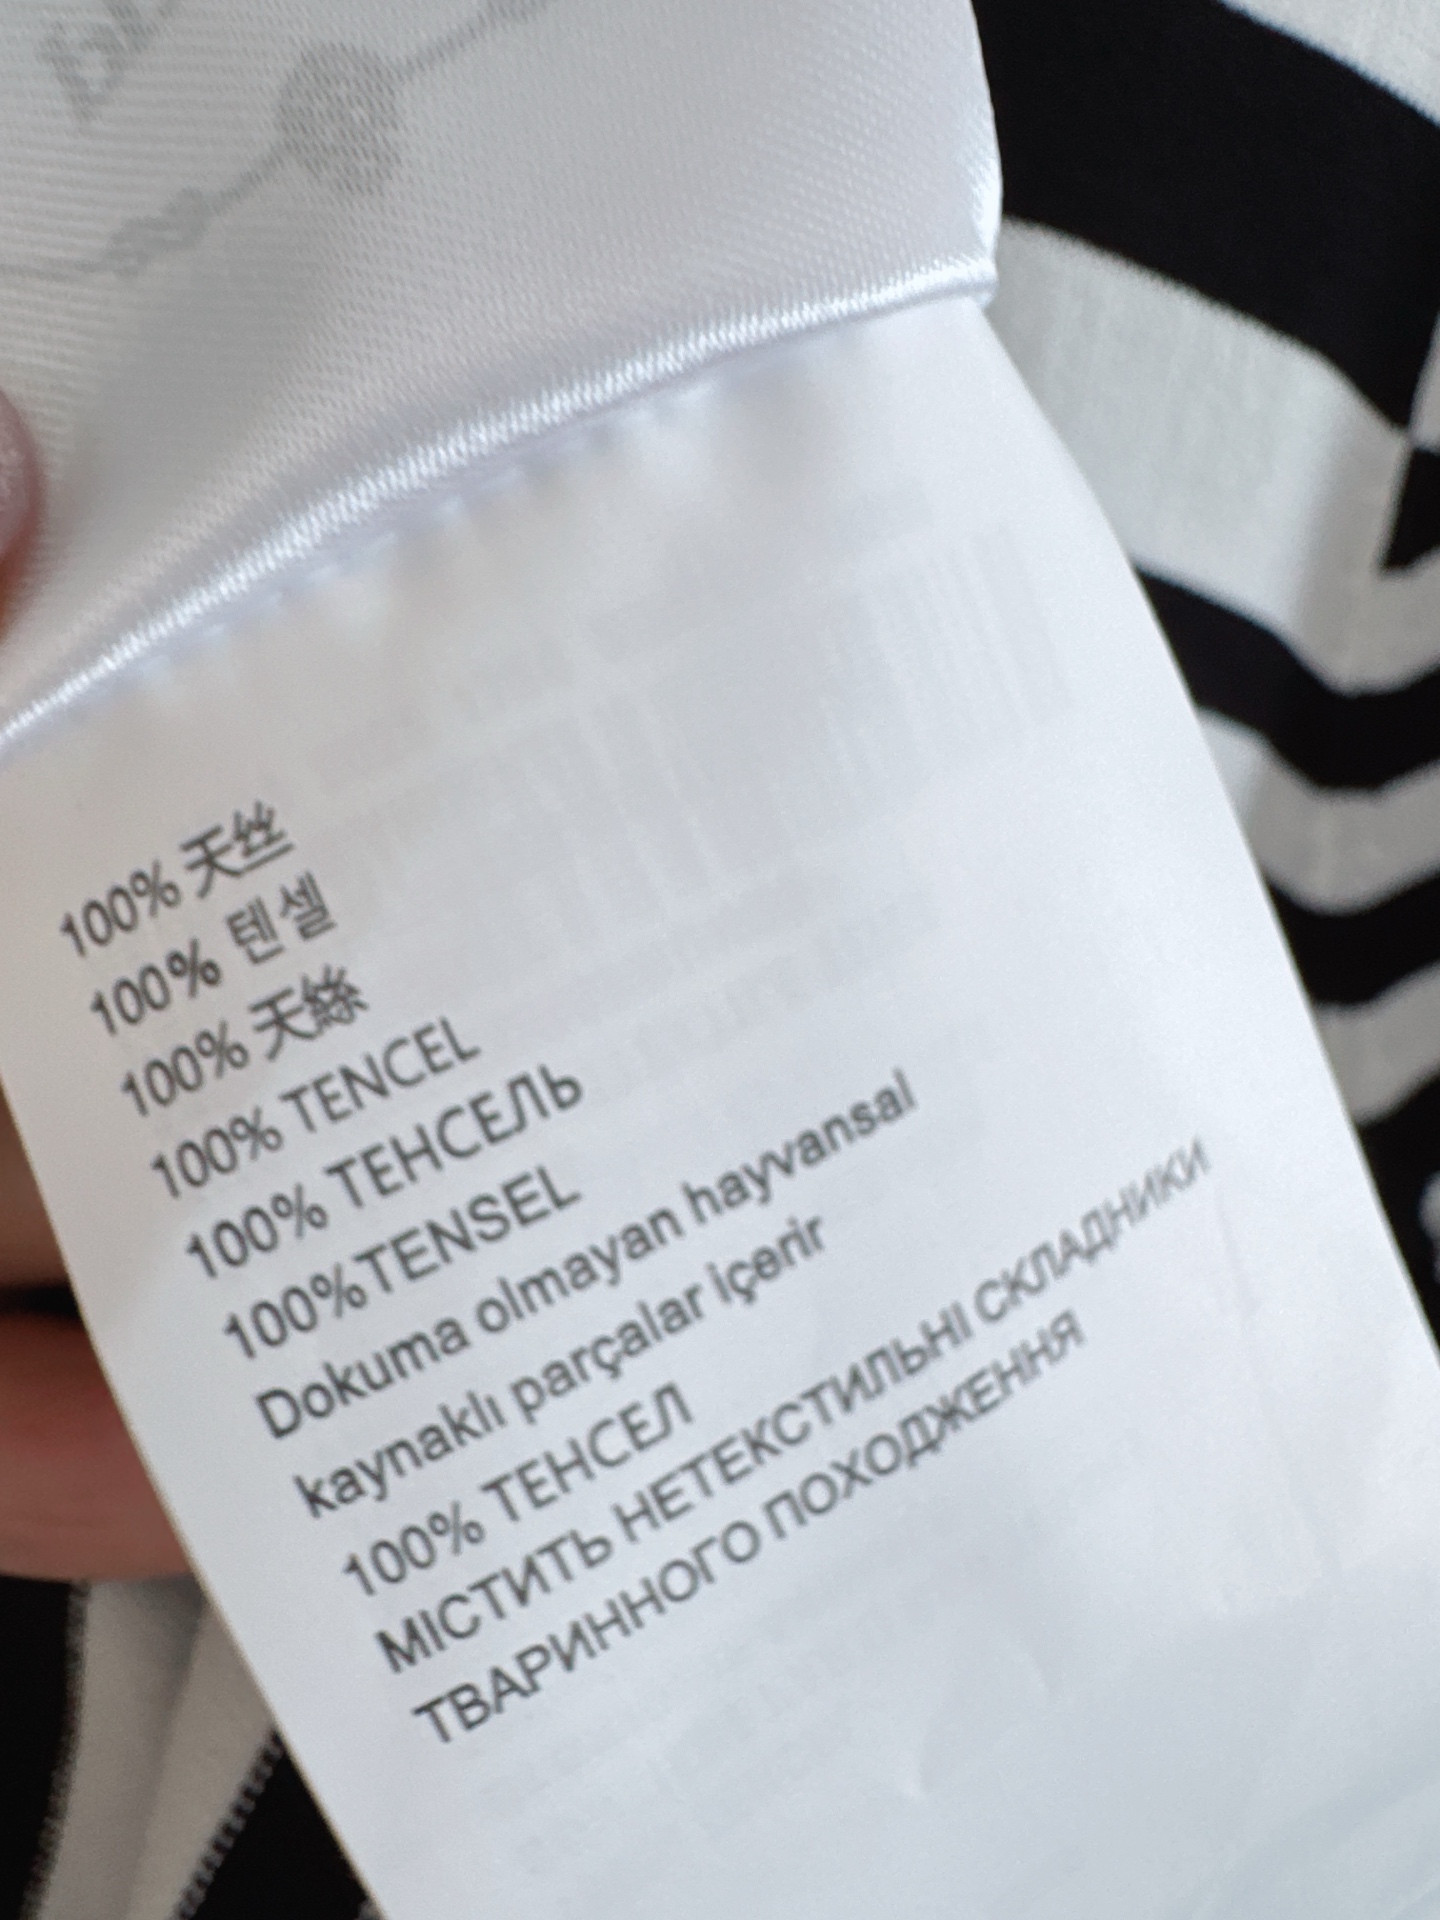 100% 天丝
100% 텐셀
100% 天絲
100% TENCEL
100% ТЕНСЕЛЬ
100%TENSEL
Dokuma olmayan hayvansal
kaynaklı parçalar içerir
100% ТЕНСЕЛ
МІСТИТЬ НЕТЕКСТИЛЬНІ СКЛАДНИКИ
ТВАРИННОГО ПОХОДЖЕННЯ